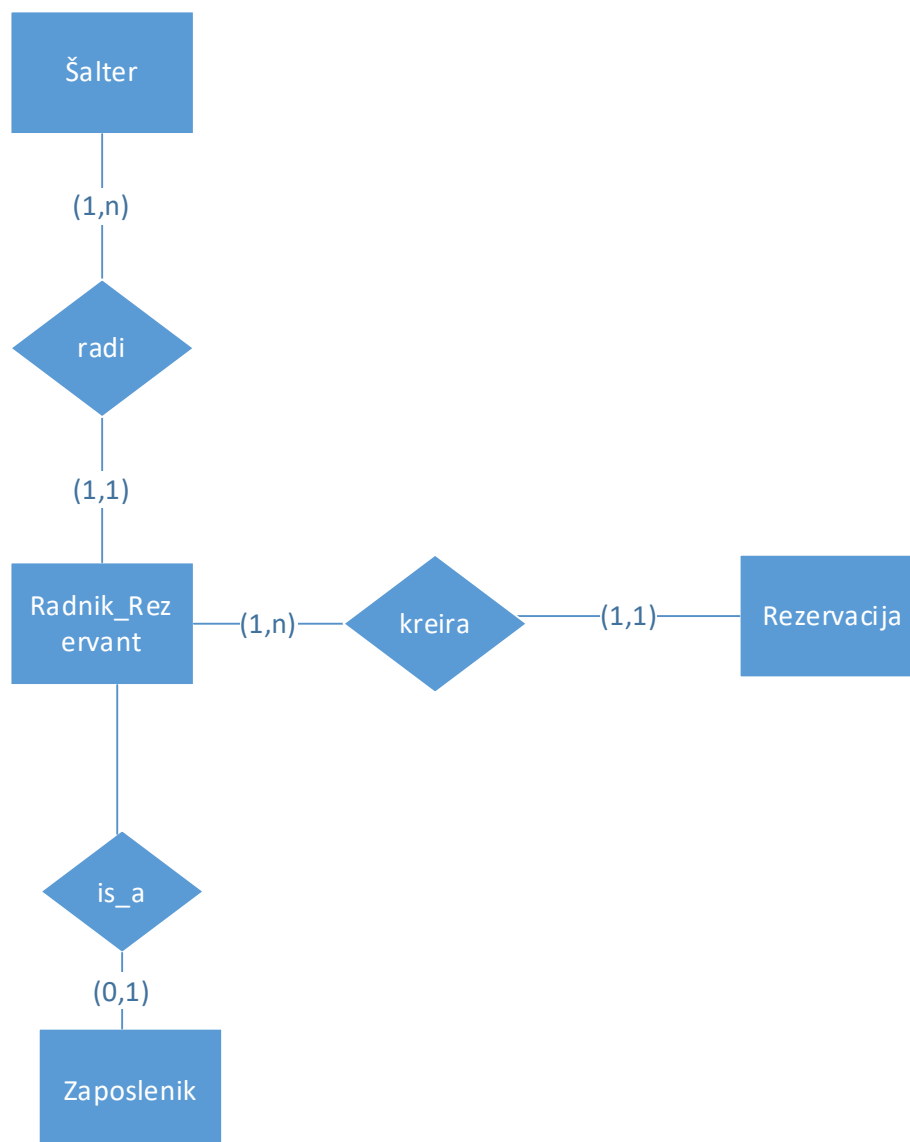 Šalter
(1,n)
radi
(1,1)
Radnik_Rez
ervant
(1,n)
kreira
(1,1)
Rezervacija
is_a
(0,1)
Zaposlenik